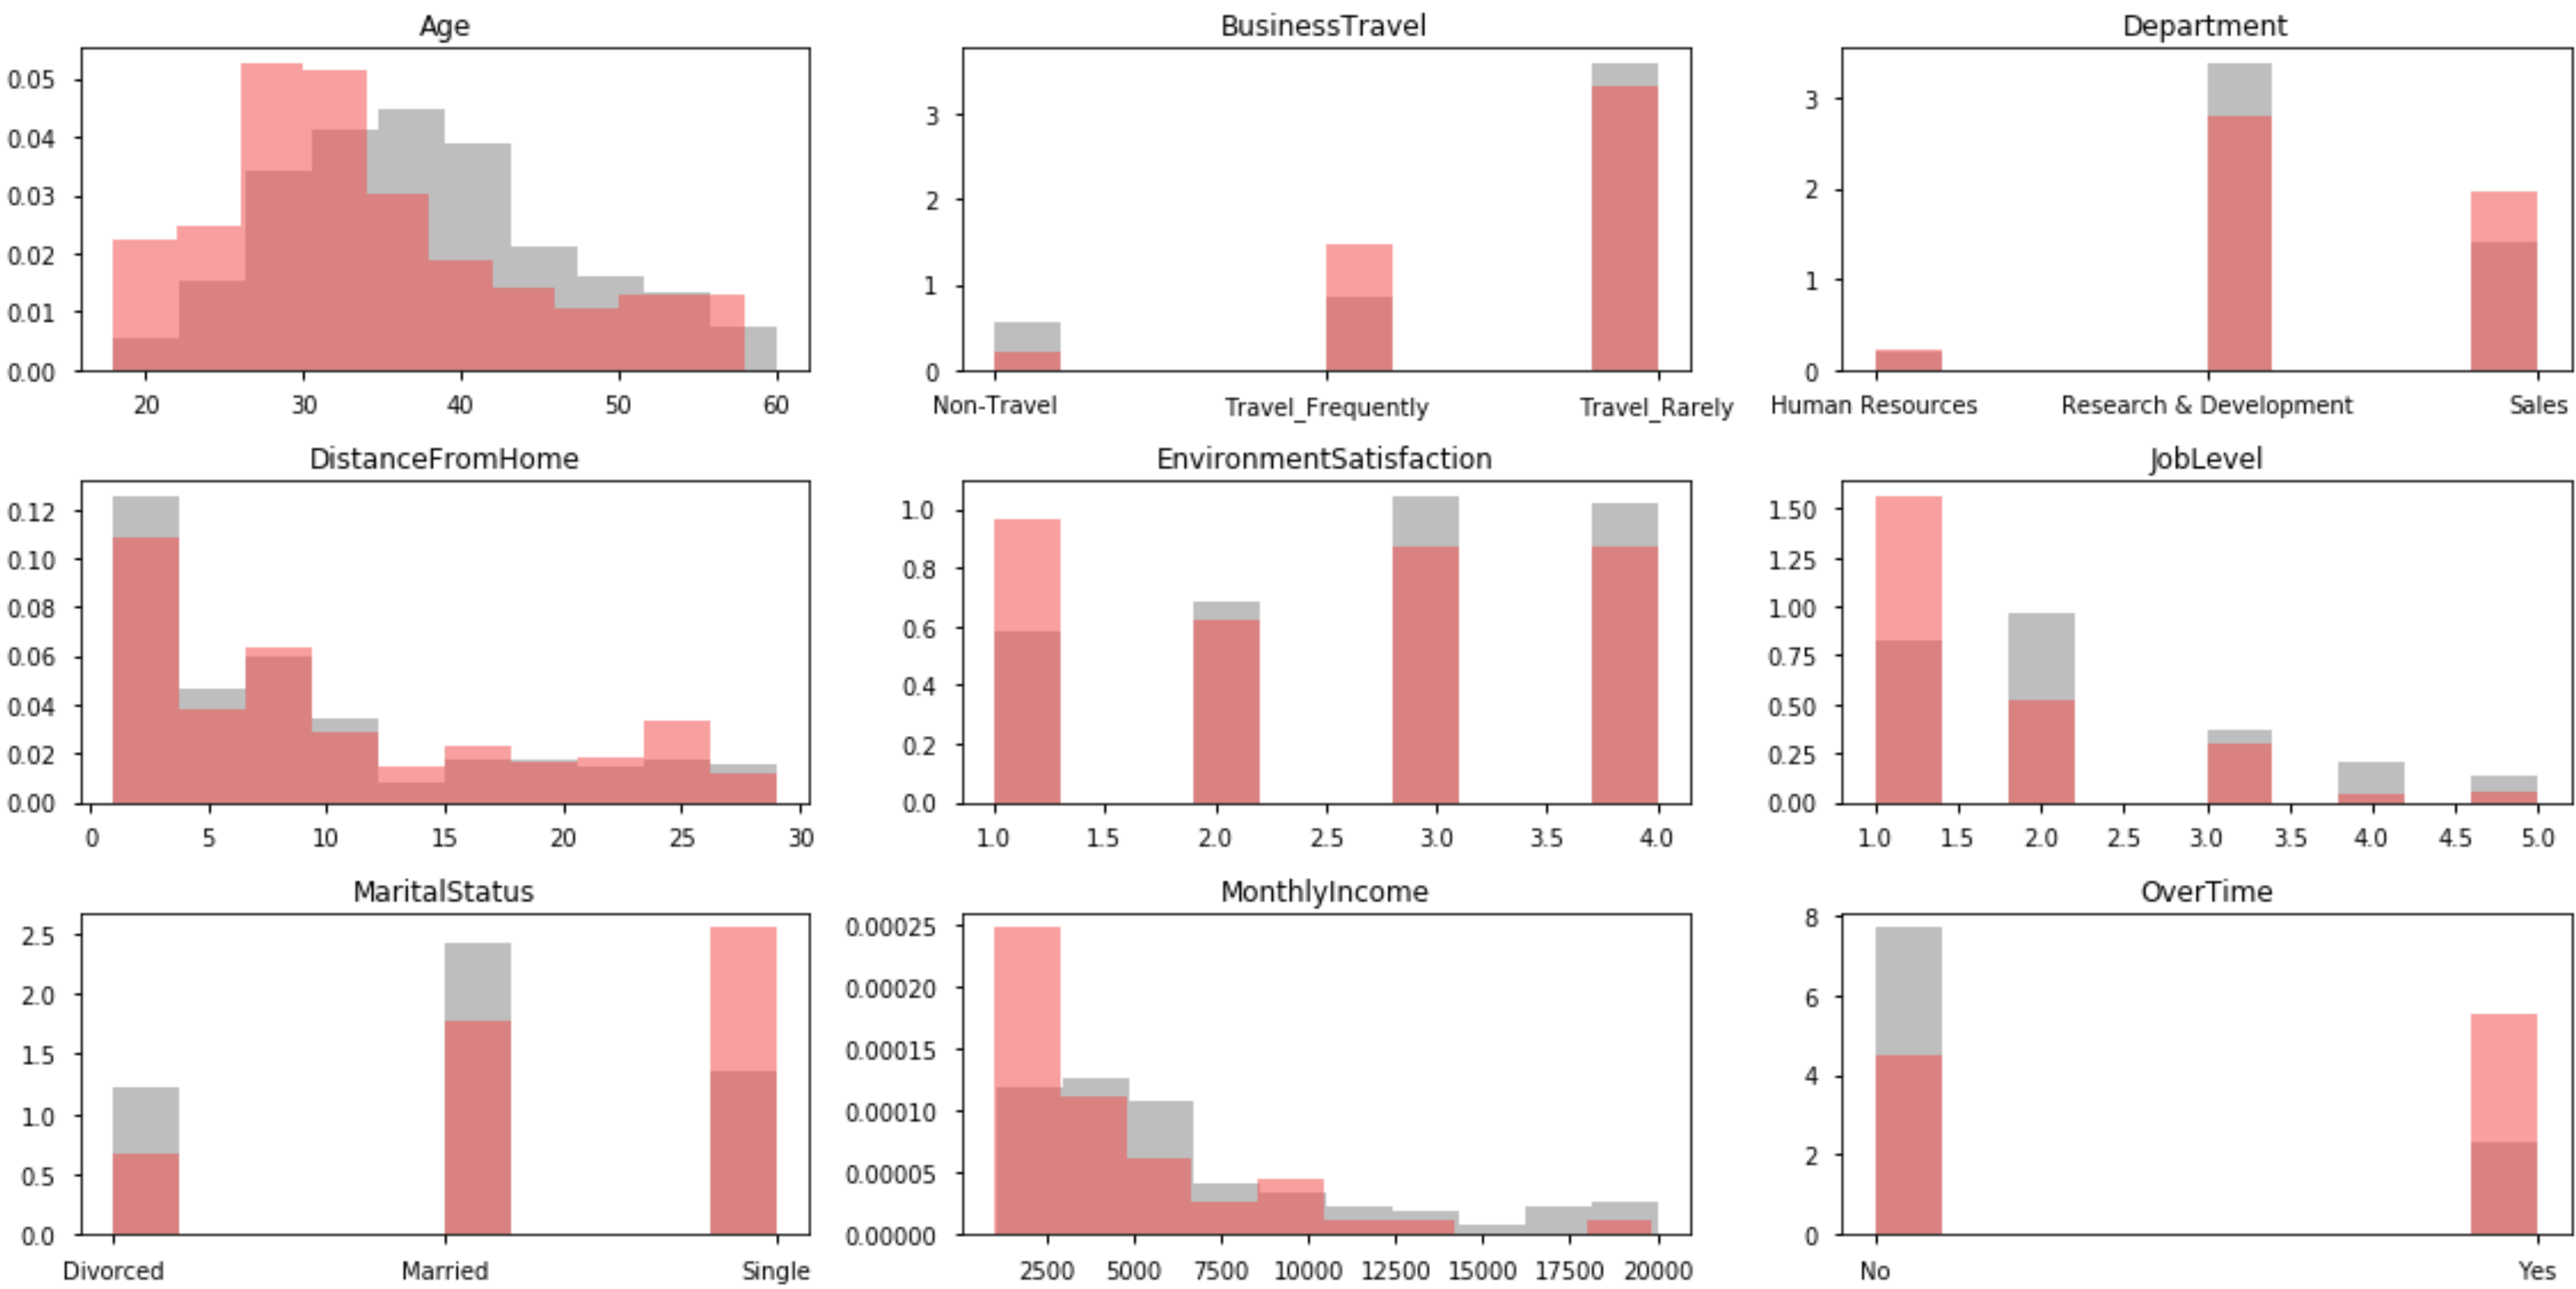 Age
BusinessTravel
Department
0.05
0.04
0.03
0.02
0.01
0.00
20 30 40 50 60
3
2
1
0
Non-Travel Travel_Frequently Travel_Rarely
3
2
1
0
Human Resources Research & Development Sales
DistanceFromHome
EnvironmentSatisfaction
JobLevel
0.12
0.10
0.08
0.06
0.04
0.02
0.00
0 5 10 15 20 25 30
1.0
0.8
0.6
0.4
0.2
0.0
1.0 1.5 2.0 2.5 3.0 3.5 4.0
1.50
1.25
1.00
0.75
0.50
0.25
0.00
1.0 1.5 2.0 2.5 3.0 3.5 4.0 4.5 5.0
MaritalStatus
MonthlyIncome
OverTime
2.5
2.0
1.5
1.0
0.5
0.0
Divorced Married Single
0.00025
0.00020
0.00015
0.00010
0.00005
0.00000
2500 5000 7500 10000 12500 15000 17500 20000
8
6
4
2
0
No Yes